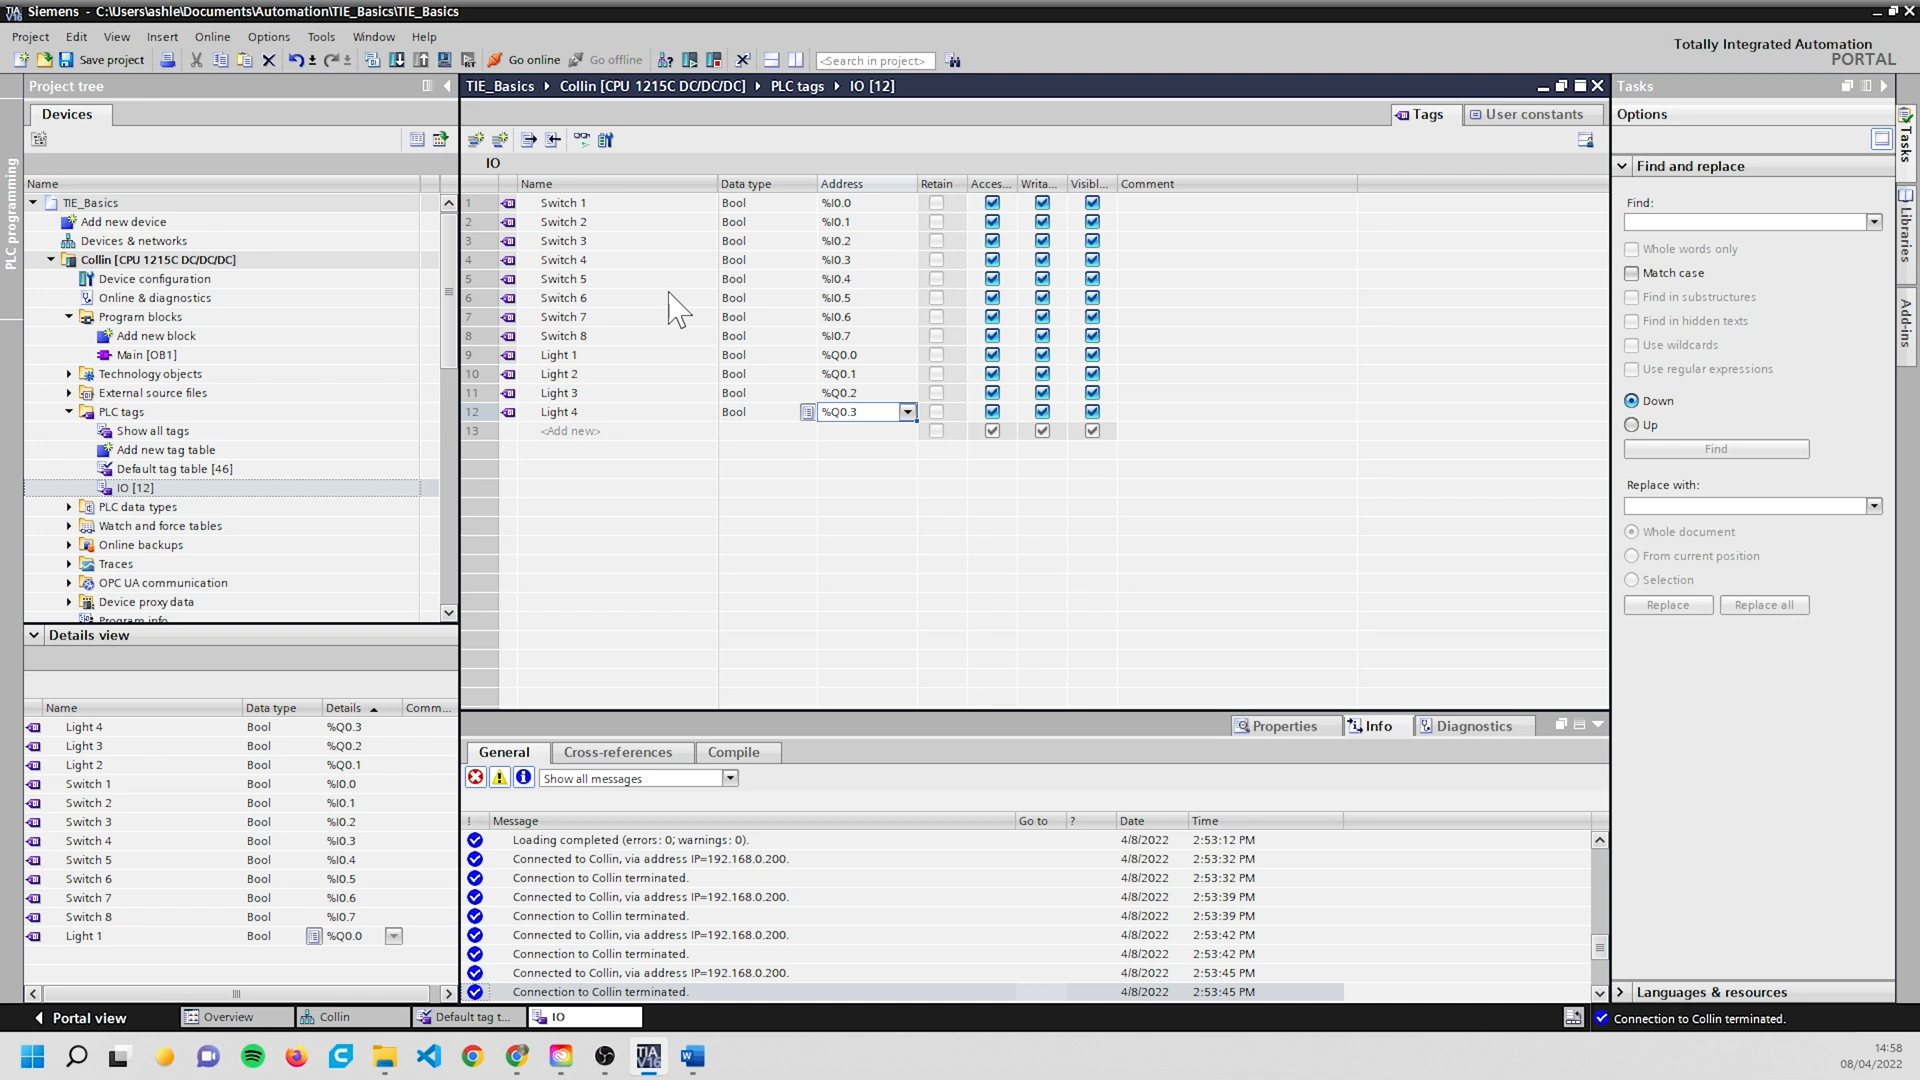 Siemens - C:\Users\ashle\Documents\Automation\TIE_Basics\TIE_Basics
Project Edit View Insert Online Options Tools Window Help
Totally Integrated Automation
PORTAL
Save project Go online Go offline <Search in project>
Project tree
TIE_Basics Collin [CPU 1215C DC/DC/DC] PLC tags IO [12]
Tasks
Devices
Tags User constants
Options
IO
Find and replace
Name
Name Data type Address Retain Acces... Writa... Visibl... Comment
TIE_Basics
Add new device
Devices & networks
Collin [CPU 1215C DC/DC/DC]
Device configuration
Online & diagnostics
Program blocks
Add new block
Main [OB1]
Technology objects
External source files
PLC tags
Show all tags
Add new tag table
Default tag table [46]
IO [12]
PLC data types
Watch and force tables
Online backups
Traces
OPC UA communication
Device proxy data
Program info
1 Switch 1 Bool %I0.0
2 Switch 2 Bool %I0.1
3 Switch 3 Bool %I0.2
4 Switch 4 Bool %I0.3
5 Switch 5 Bool %I0.4
6 Switch 6 Bool %I0.5
7 Switch 7 Bool %I0.6
8 Switch 8 Bool %I0.7
9 Light 1 Bool %Q0.0
10 Light 2 Bool %Q0.1
11 Light 3 Bool %Q0.2
12 Light 4 Bool %Q0.3
13 <Add new>
Find:
Whole words only
Match case
Find in substructures
Find in hidden texts
Use wildcards
Use regular expressions
Down
Up
Find
Replace with:
Whole document
From current position
Selection
Replace Replace all
Languages & resources
PLC programming
Tasks
Libraries
Add-ins
Details view
Name Data type Details Comm...
Light 4 Bool %Q0.3
Light 3 Bool %Q0.2
Light 2 Bool %Q0.1
Switch 1 Bool %I0.0
Switch 2 Bool %I0.1
Switch 3 Bool %I0.2
Switch 4 Bool %I0.3
Switch 5 Bool %I0.4
Switch 6 Bool %I0.5
Switch 7 Bool %I0.6
Switch 8 Bool %I0.7
Light 1 Bool %Q0.0
Properties Info Diagnostics
General Cross-references Compile
Show all messages
! Message Go to ? Date Time
Loading completed (errors: 0; warnings: 0). 4/8/2022 2:53:12 PM
Connected to Collin, via address IP=192.168.0.200. 4/8/2022 2:53:32 PM
Connection to Collin terminated. 4/8/2022 2:53:32 PM
Connected to Collin, via address IP=192.168.0.200. 4/8/2022 2:53:39 PM
Connection to Collin terminated. 4/8/2022 2:53:39 PM
Connected to Collin, via address IP=192.168.0.200. 4/8/2022 2:53:42 PM
Connection to Collin terminated. 4/8/2022 2:53:42 PM
Connected to Collin, via address IP=192.168.0.200. 4/8/2022 2:53:45 PM
Connection to Collin terminated. 4/8/2022 2:53:45 PM
Portal view Overview Collin Default tag t... IO
Connection to Collin terminated.
TIA
V16
14:58
08/04/2022